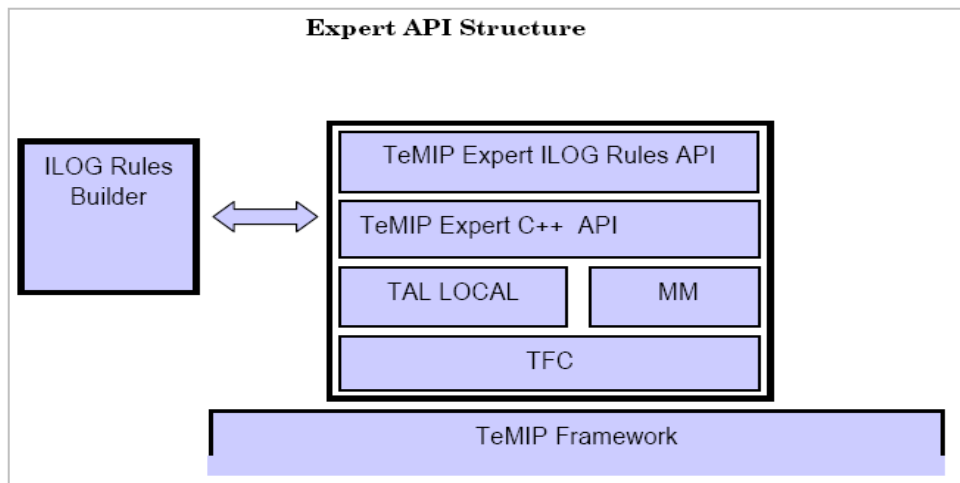 Expert API Structure
ILOG Rules
Builder
TeMIP Expert ILOG Rules API
TeMIP Expert C++ API
TAL LOCAL
MM
TFC
TeMIP Framework